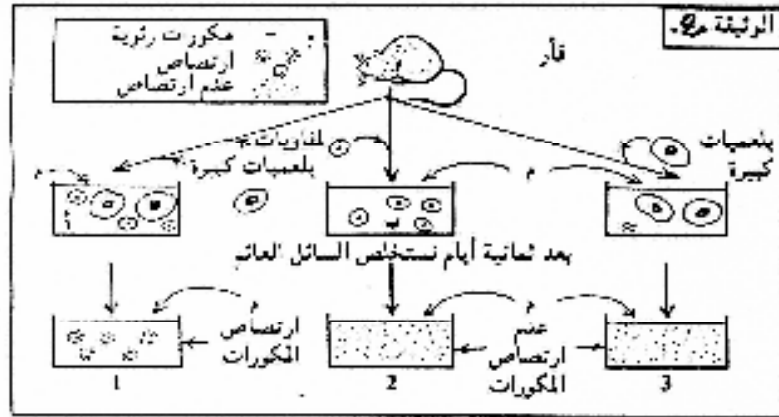 الوثيقة 2.
مكورات رئوية
ارتصاص
عدم ارتصاص
فأر
م
لمفاويات
بلعميات كبيرة
م
بلعميات
كبيرة
أ
ب
بعد ثمانية أيام نستخلص السائل العائم
م
ارتصاص
المكورات
م
عدم
ارتصاص
المكورات
1
2
3